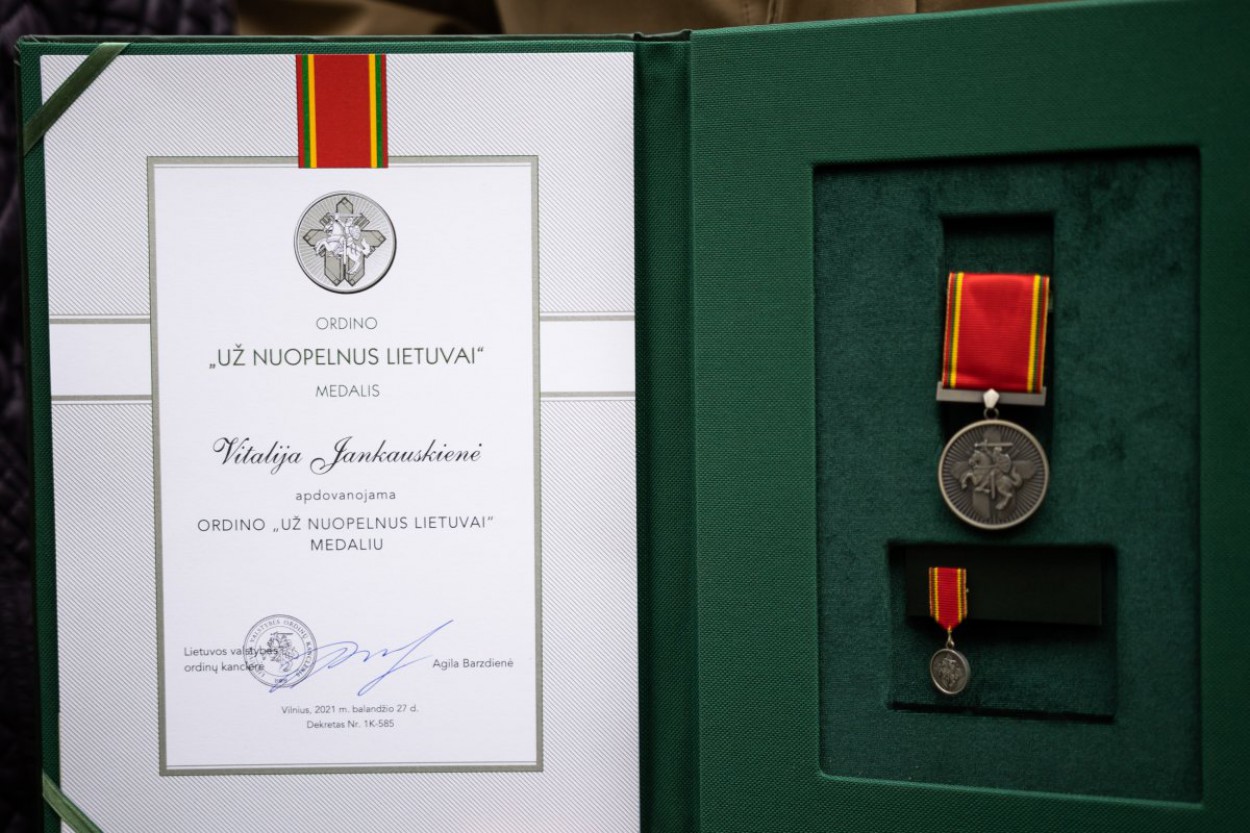 ORDINO
„UŽ NUOPELNUS LIETUVAI“
MEDALIS
Vitalija Jankauskienė
apdovanojama
ORDINO „UŽ NUOPELNUS LIETUVAI“
MEDALIU
Lietuvos valstybės
ordinų kanclerė
Agila Barzdienė
Vilnius, 2021 m. balandžio 27 d.
Dekretas Nr. 1K-585